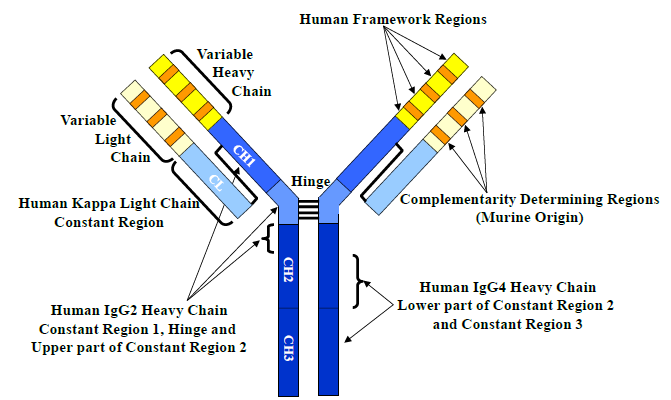 Human Framework Regions
Variable
Heavy
Chain
Variable
Light
Chain
CH1
CL
Hinge
Human Kappa Light Chain
Constant Region
Complementarity Determining Regions
(Murine Origin)
CH2
Human IgG2 Heavy Chain
Constant Region 1, Hinge and
Upper part of Constant Region 2
Human IgG4 Heavy Chain
Lower part of Constant Region 2
and Constant Region 3
CH3